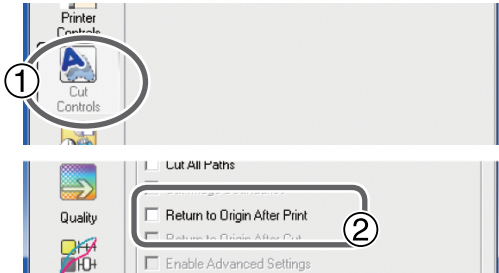 Printer
Controls
①
Cut
Controls
Cut All Paths
Quality
Return to Origin After Print
②
Return to Origin After Cut
Enable Advanced Settings